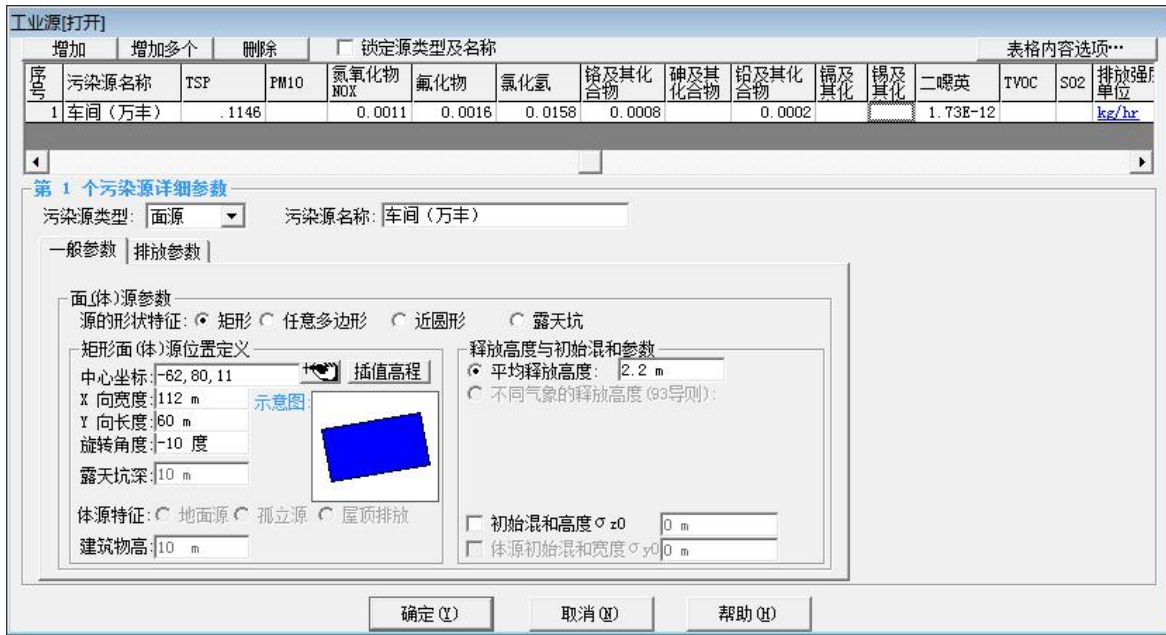 工业源[打开]
增加 增加多个 删除 锁定源类型及名称 表格内容选项…
序号 污染源名称 TSP PM10 氮氧化物NOX 氟化物 氯化氢 铬及其化合物 砷及其化合物 铅及其化合物 镉及其化 锡及其化 二噁英 TVOC SO2 排放强度单位
1 车间（万丰） .1146 0.0011 0.0016 0.0158 0.0008 0.0002 1.73E-12 kg/hr
第 1 个污染源详细参数
污染源类型: 面源 污染源名称: 车间（万丰）
一般参数 排放参数
面(体)源参数
源的形状特征: 矩形 任意多边形 近圆形 露天坑
矩形面(体)源位置定义 释放高度与初始混和参数
中心坐标: -62,80,11 插值高程 平均释放高度: 2.2 m
X 向宽度: 112 m 示意图: 不同气象的释放高度(93导则):
Y 向长度: 60 m
旋转角度: -10 度
露天坑深: 10 m
体源特征: 地面源 孤立源 屋顶排放 初始混和高度σz0 0 m
建筑物高: 10 m 体源初始混和宽度σy0 0 m
确定(Y) 取消(N) 帮助(H)